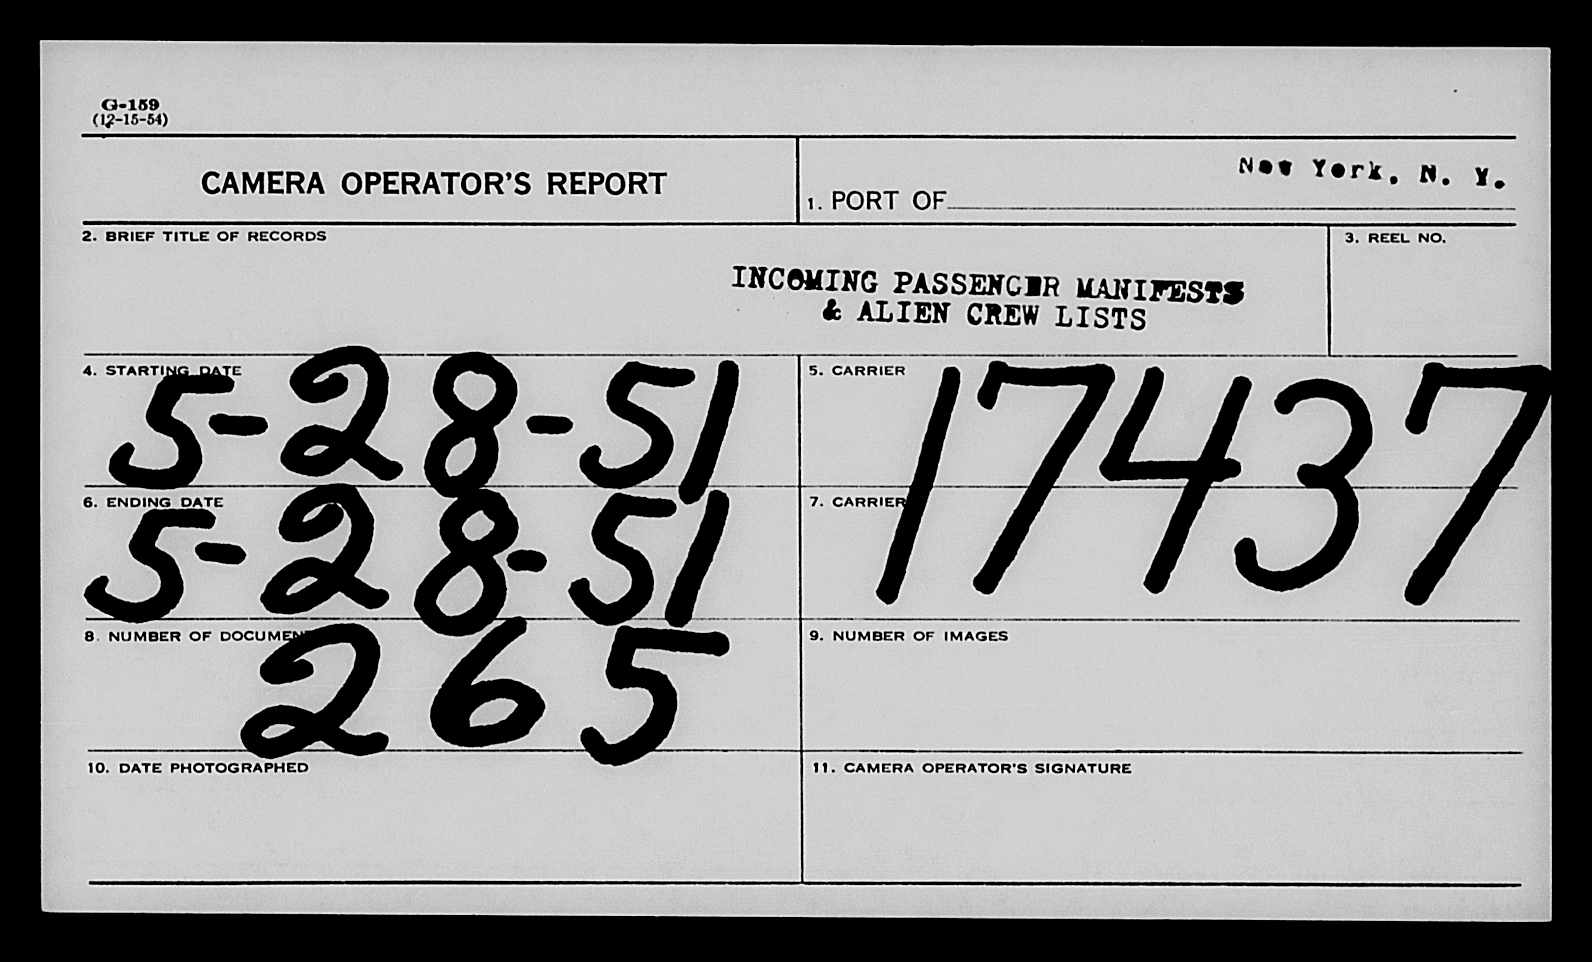 G-159
(12-15-54)
CAMERA OPERATOR'S REPORT
1. PORT OF New York, N. Y.
2. BRIEF TITLE OF RECORDS
INCOMING PASSENGER MANIFESTS
& ALIEN CREW LISTS
3. REEL NO.
4. STARTING DATE
5-28-51
5. CARRIER
17437
6. ENDING DATE
5-28-51
7. CARRIER
8. NUMBER OF DOCUMENTS
265
9. NUMBER OF IMAGES
10. DATE PHOTOGRAPHED
11. CAMERA OPERATOR'S SIGNATURE